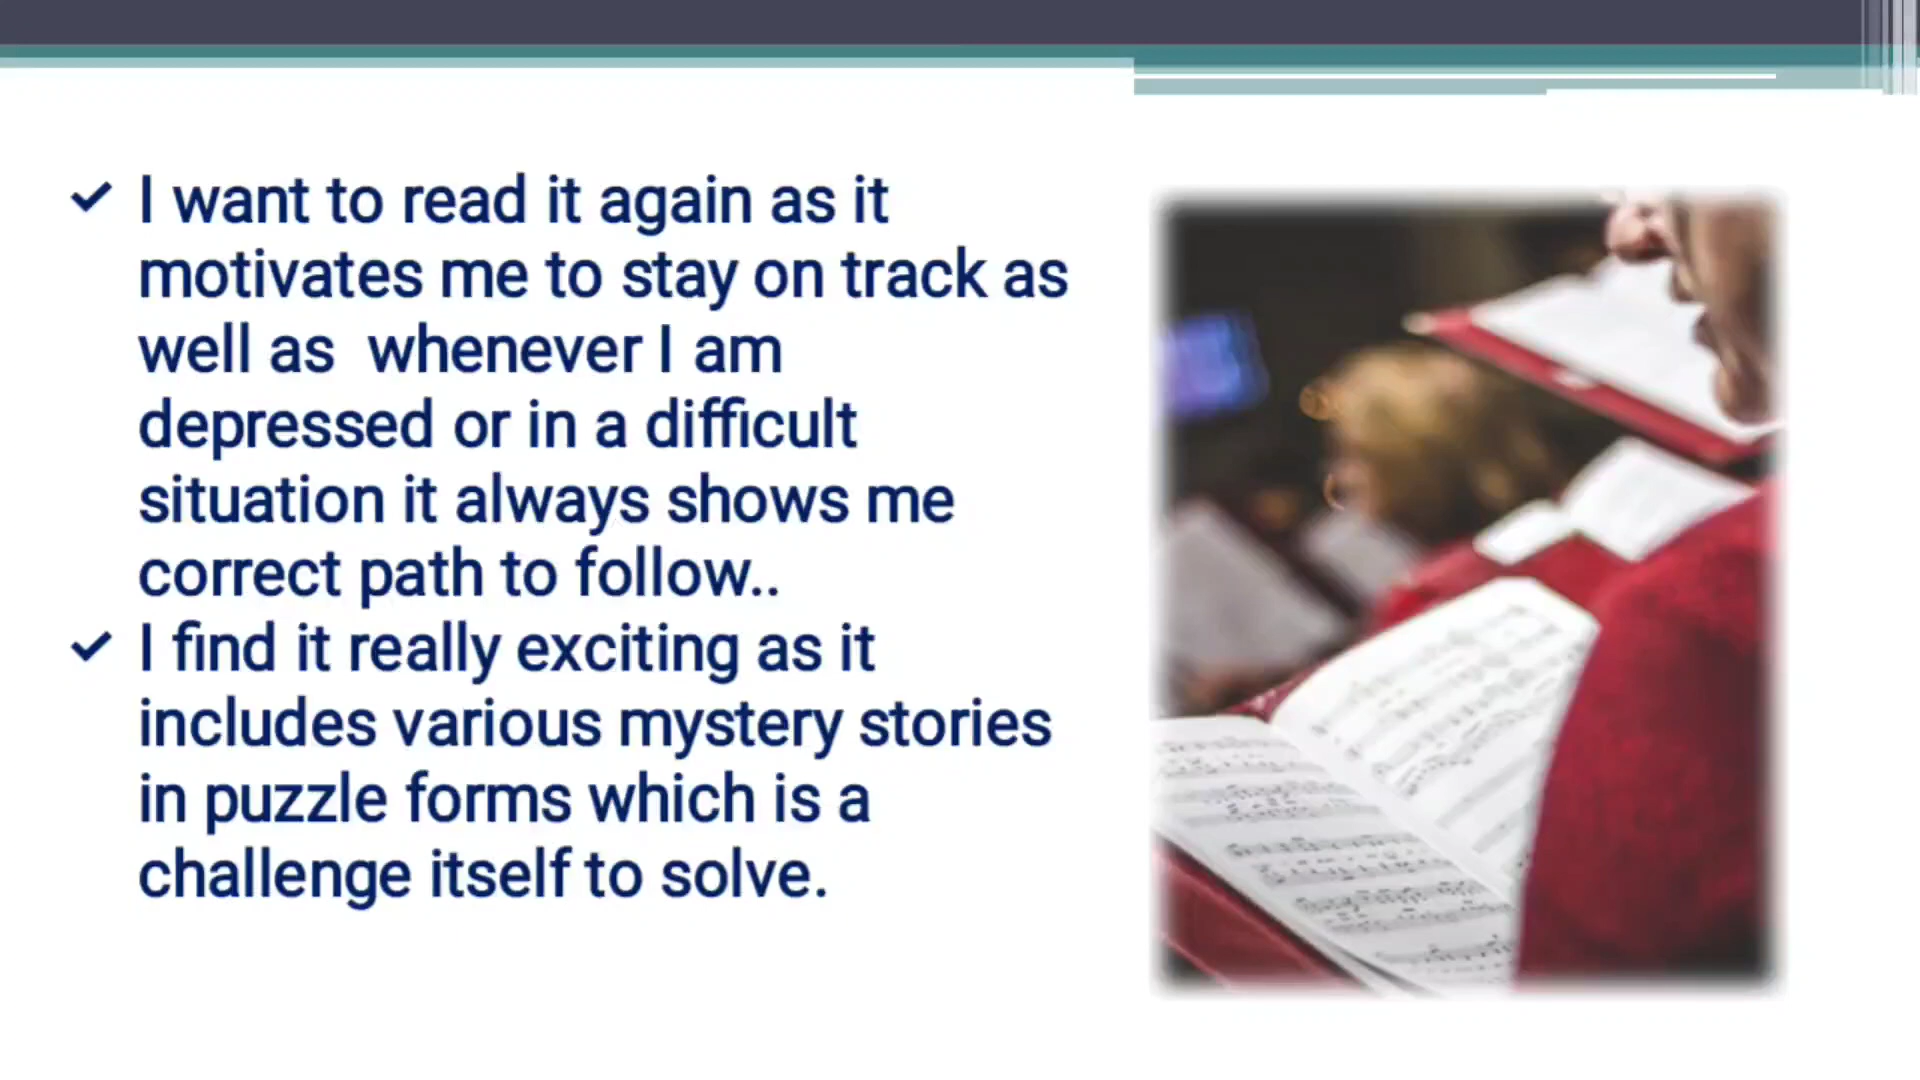 ✓ I want to read it again as it
motivates me to stay on track as
well as  whenever I am
depressed or in a difficult
situation it always shows me
correct path to follow..
✓ I find it really exciting as it
includes various mystery stories
in puzzle forms which is a
challenge itself to solve.